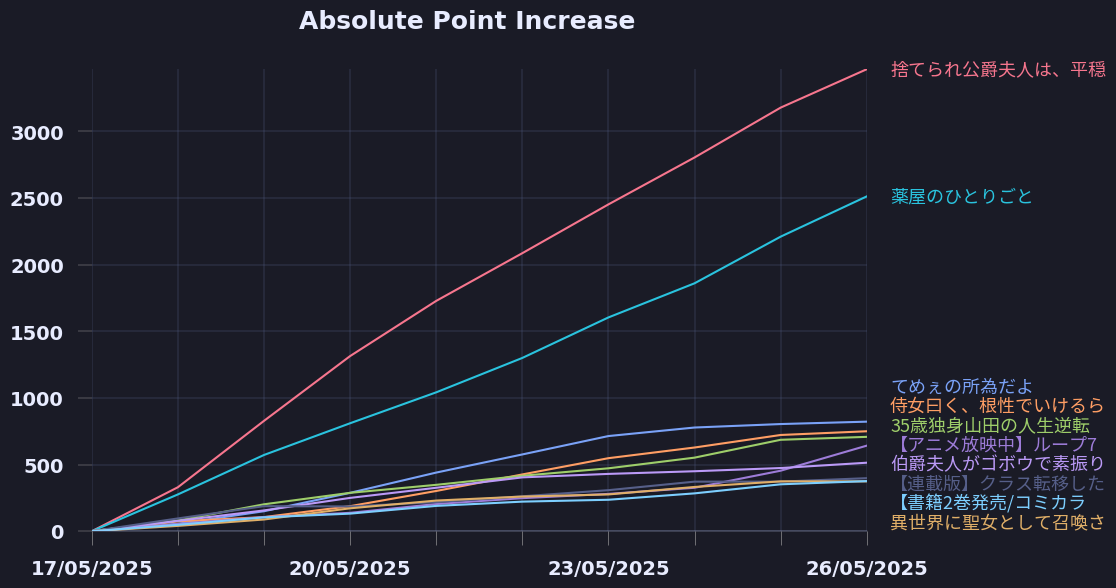 Absolute Point Increase
捨てられ公爵夫人は、平穏
3000
2500
薬屋のひとりごと
2000
1500
てめぇの所為だよ
1000
侍女曰く、根性でいけるら
35歳独身山田の人生逆転
【アニメ放映中】ループ7
500
伯爵夫人がゴボウで素振り
【連載版】クラス転移した
【書籍2巻発売/コミカラ
異世界に聖女として召喚さ
0
17/05/2025
20/05/2025
23/05/2025
26/05/2025